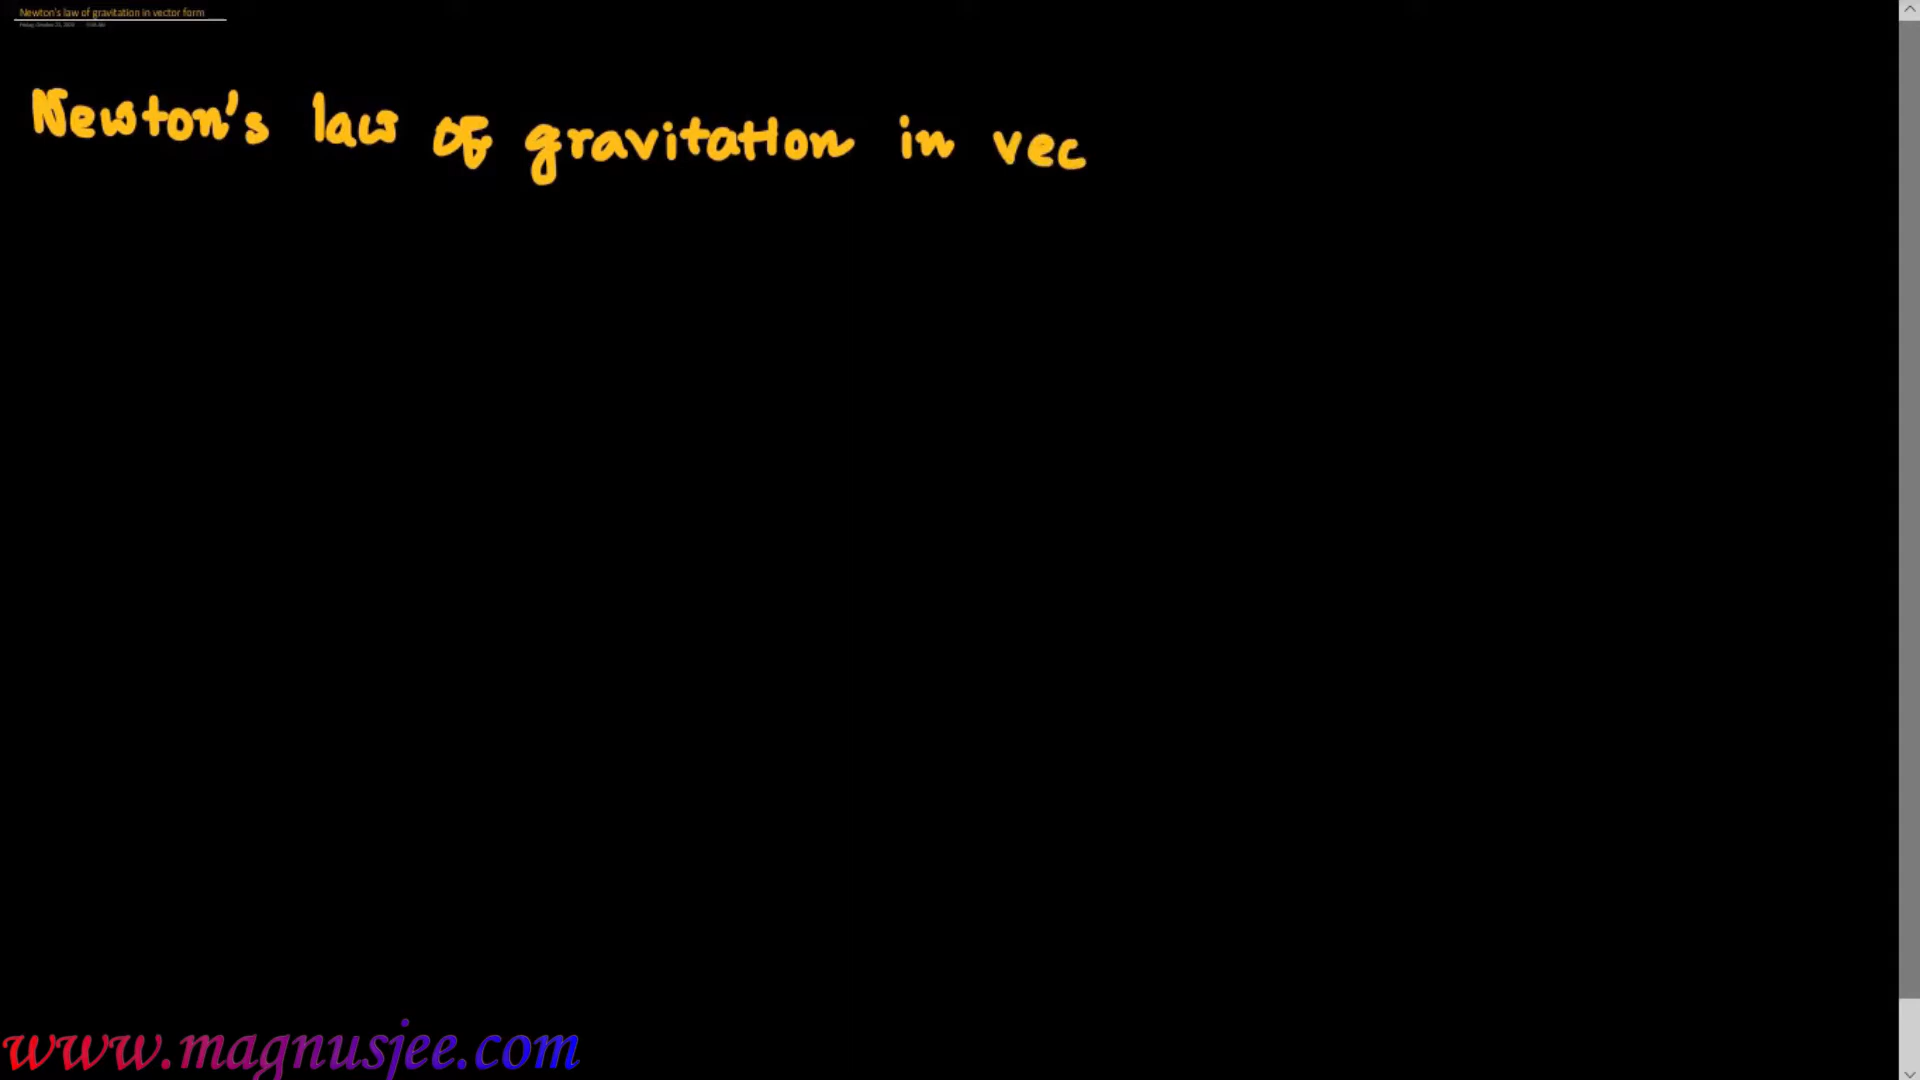 Newton's law of gravitation in vector form
Newton's law of gravitation in vec
www.magnusjee.com